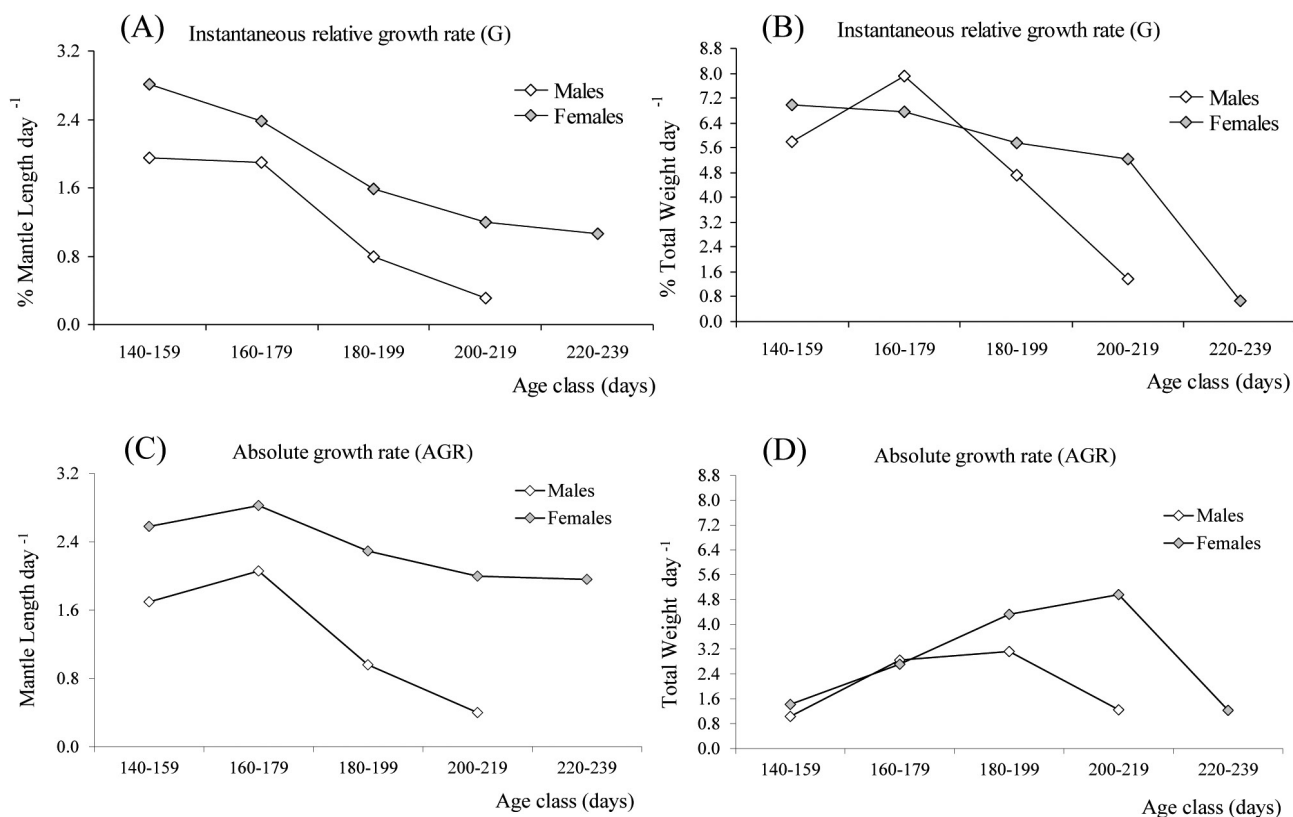 (A)
Instantaneous relative growth rate (G)
% Mantle Length day -1
3.2
2.4
1.6
0.8
0.0
Males
Females
140-159 160-179 180-199 200-219 220-239
Age class (days)
(B)
Instantaneous relative growth rate (G)
% Total Weight day -1
8.8
8.0
7.2
6.4
5.6
4.8
4.0
3.2
2.4
1.6
0.8
0.0
Males
Females
140-159 160-179 180-199 200-219 220-239
Age class (days)
(C)
Absolute growth rate (AGR)
Mantle Length day -1
3.2
2.4
1.6
0.8
0.0
Males
Females
140-159 160-179 180-199 200-219 220-239
Age class (days)
(D)
Absolute growth rate (AGR)
Total Weight day -1
8.8
8.0
7.2
6.4
5.6
4.8
4.0
3.2
2.4
1.6
0.8
0.0
Males
Females
140-159 160-179 180-199 200-219 220-239
Age class (days)